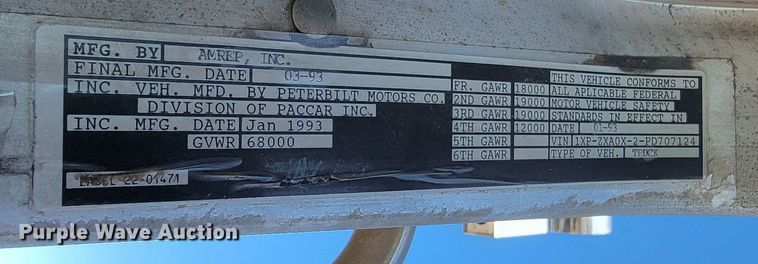 MFG. BY AMREP, INC.
FINAL MFG. DATE 03-93
INC. VEH. MFD. BY PETERBILT MOTORS CO.
DIVISION OF PACCAR INC.
INC. MFG. DATE Jan 1993
GVWR 68000
LABEL 22-01471
FR. GAWR 18000
2ND GAWR 19000
3RD GAWR 19000
4TH GAWR 12000
5TH GAWR
6TH GAWR
THIS VEHICLE CONFORMS TO
ALL APLICABLE FEDERAL
MOTOR VEHICLE SAFETY
STANDARDS IN EFFECT IN
DATE 01-93
VIN 1XP-ZXA0X-2-PD707124
TYPE OF VEH. TRUCK
Purple Wave Auction